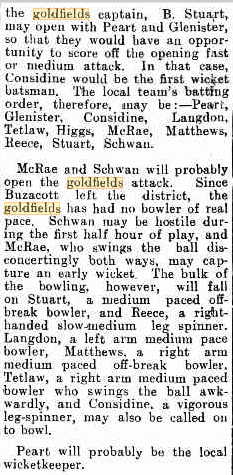 the goldfields captain, B. Stuart,
may open with Peart and Glenister,
so that they would have an oppor-
tunity to score off the opening fast
or medium attack. In that case,
Considine would be the first wicket
batsman. The local team's batting
order, therefore, may be:—Peart,
Glenister, Considine, Langdon,
Tetlaw, Higgs, McRae, Matthews,
Reece, Stuart, Schwan.
McRae and Schwan will probably
open the goldfields attack. Since
Buzacott left the district, the
goldfields has had no bowler of real
pace. Schwan may be hostile dur-
ing the first half hour of play, and
McRae, who swings the ball dis-
concertingly both ways, may cap-
ture an early wicket. The bulk of
the bowling, however, will fall
on Stuart, a medium paced off-
break bowler, and Reece, a right-
handed slow-medium leg spinner.
Langdon, a left arm medium pace
bowler, Matthews, a right arm
medium paced off-break bowler,
Tetlaw, a right arm medium paced
bowler who swings the ball awk-
wardly, and Considine, a vigorous
leg-spinner, may also be called on
to bowl.
Peart will probably be the local
wicketkeeper.